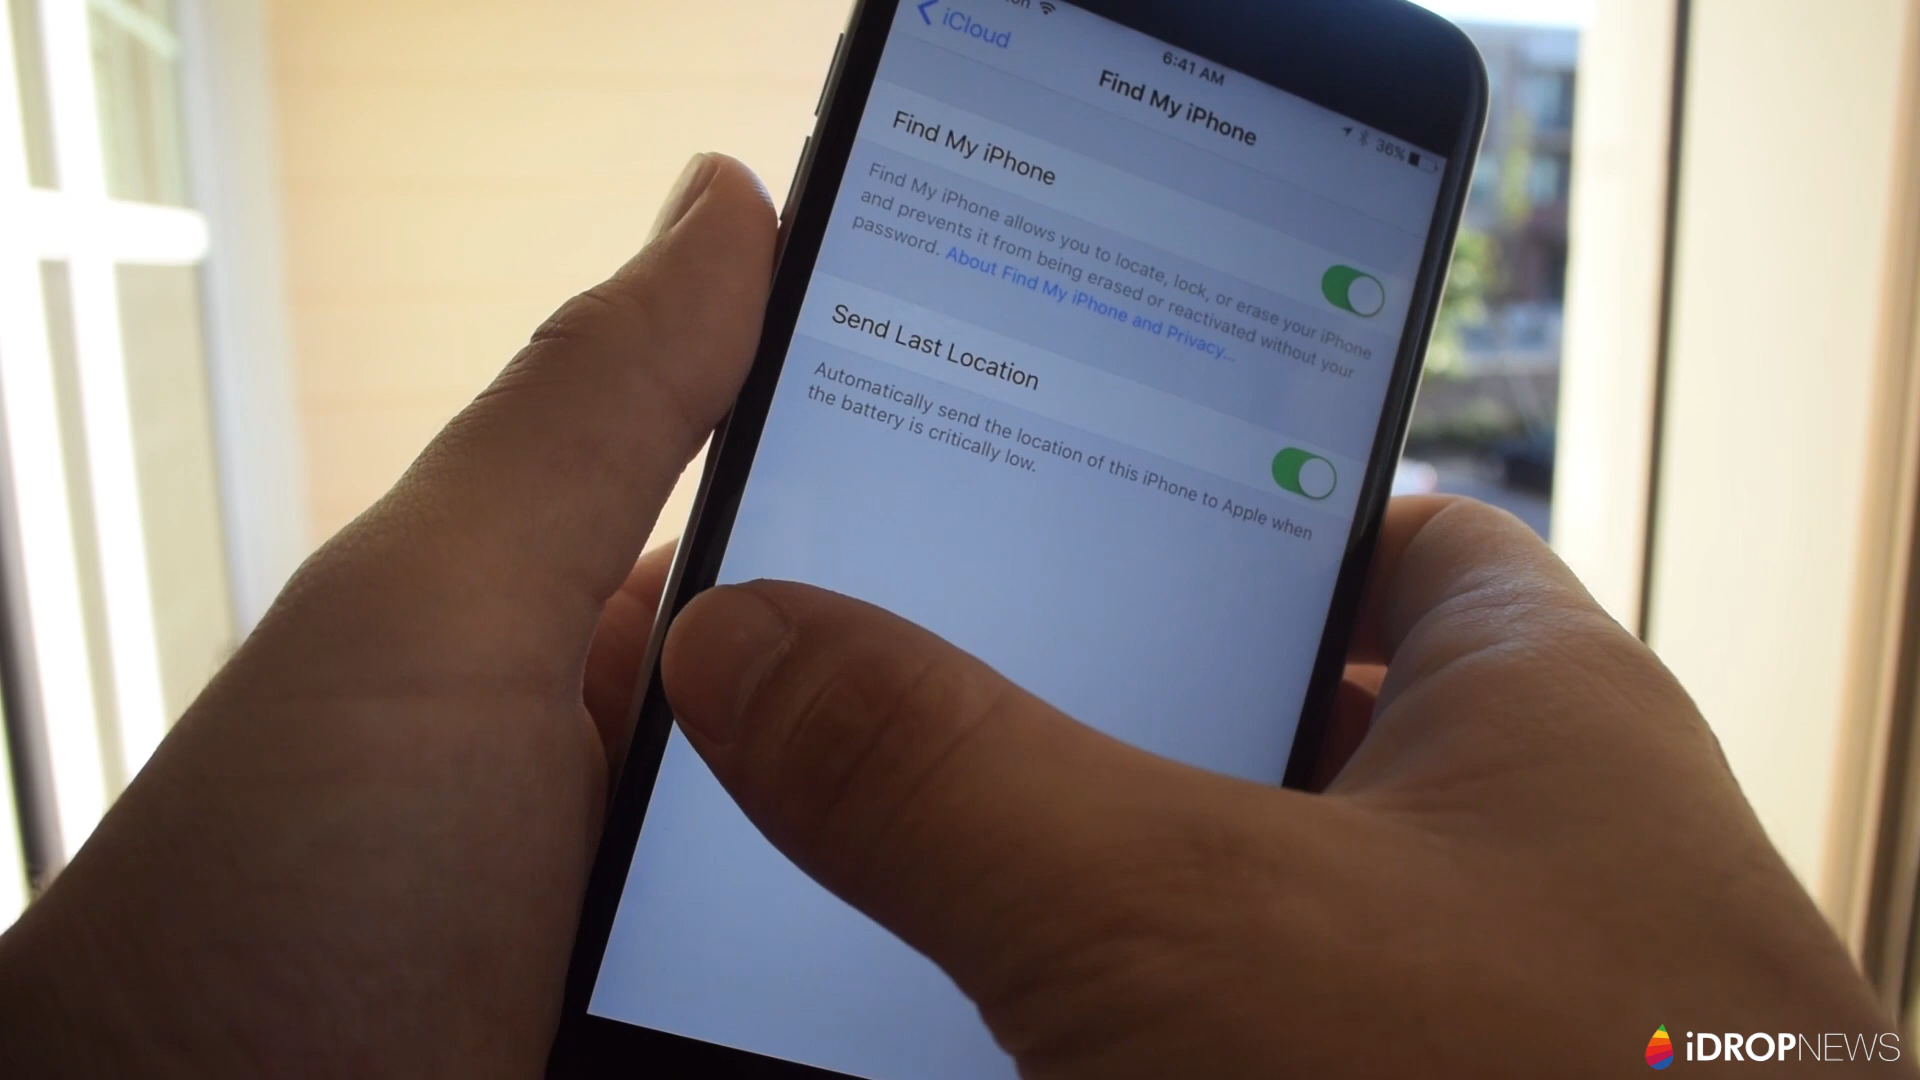 iCloud
6:41 AM
36%
Find My iPhone
Find My iPhone
Find My iPhone allows you to locate, lock, or erase your iPhone
and prevents it from being erased or reactivated without your
password. About Find My iPhone and Privacy...
Send Last Location
Automatically send the location of this iPhone to Apple when
the battery is critically low.
iDROPNEWS